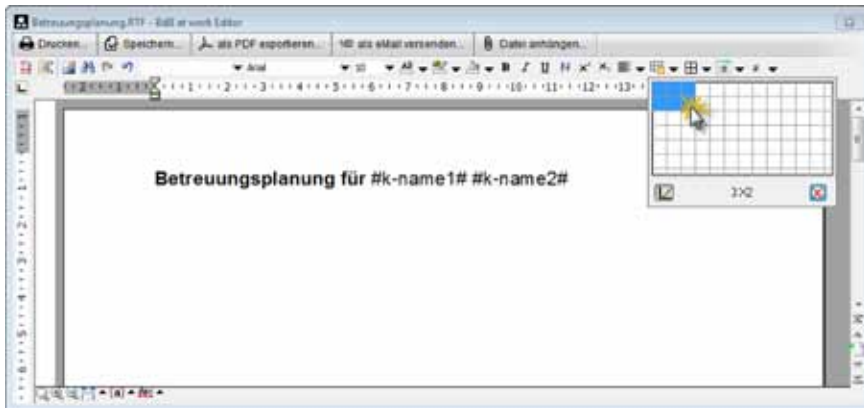 Betreuungsplanung.RTF - BdB at work Editor
Drucken... Speichern... als PDF exportieren... als eMail versenden... Datei anhängen...
Arial 10
3X2
Betreuungsplanung für #k-name1# #k-name2#